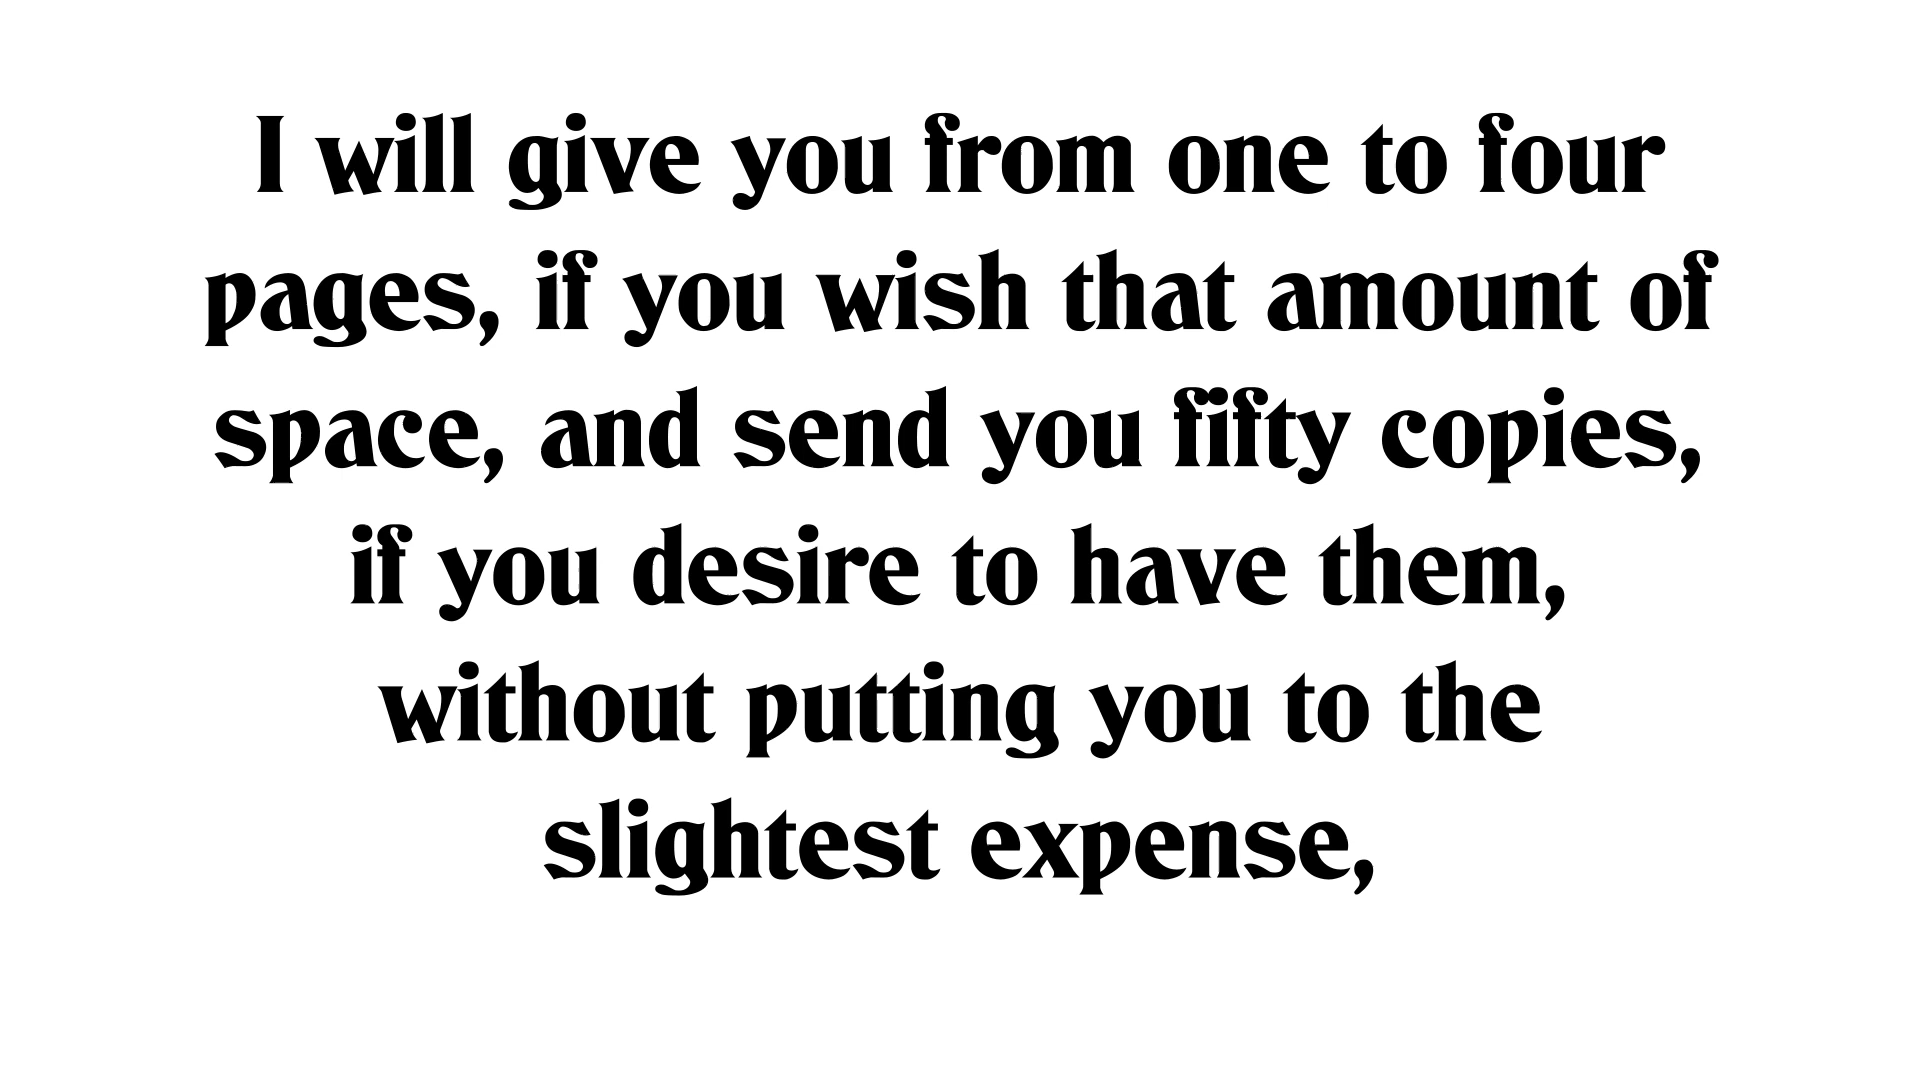 I will give you from one to four
pages, if you wish that amount of
space, and send you fifty copies,
if you desire to have them,
without putting you to the
slightest expense,